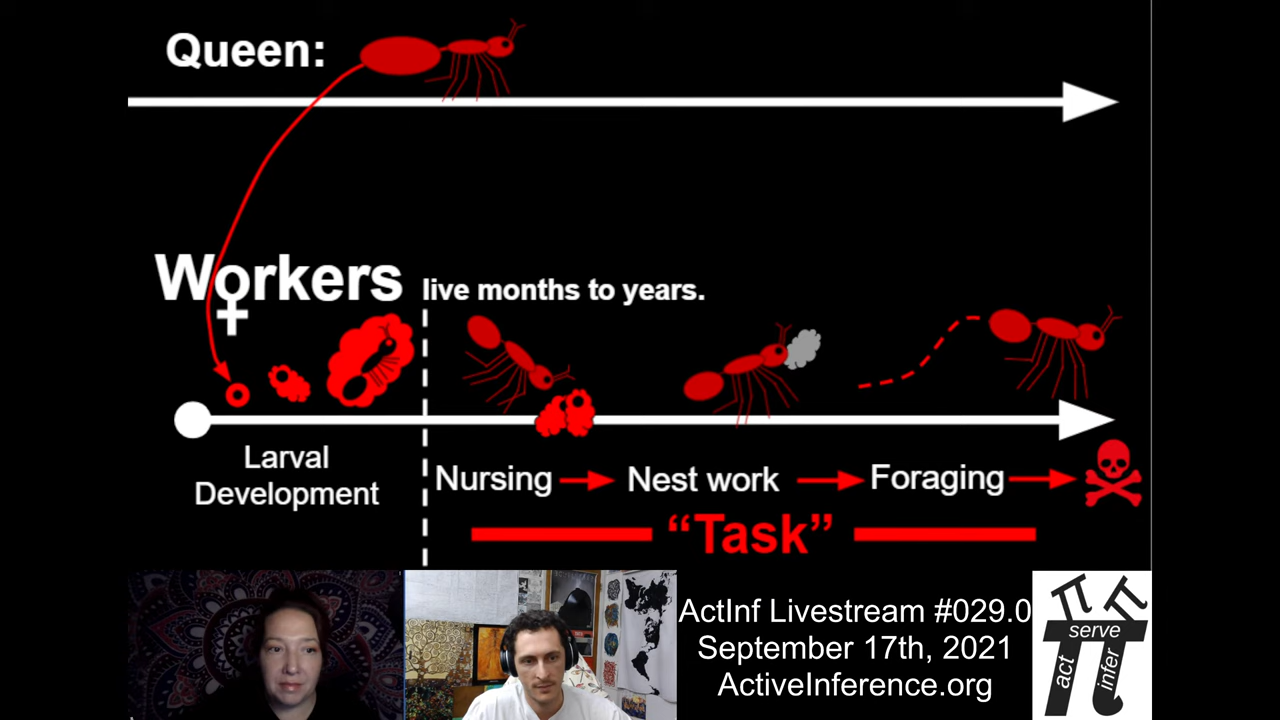 Queen:
Workers
live months to years.
Larval
Development
Nursing
Nest work
Foraging
“Task”
ActInf Livestream #029.0
September 17th, 2021
ActiveInference.org
π π
serve
act
infer